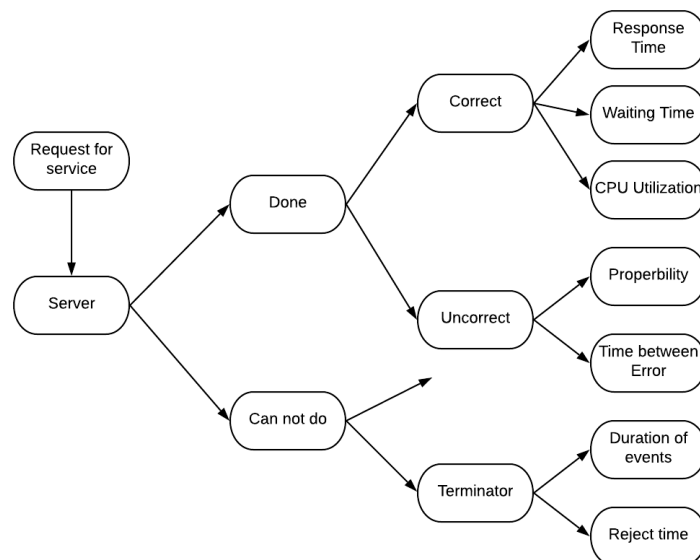 Response
Time
Correct
Waiting Time
Request for
service
CPU Utilization
Done
Properbility
Server
Uncorrect
Time between
Error
Can not do
Duration of
events
Terminator
Reject time